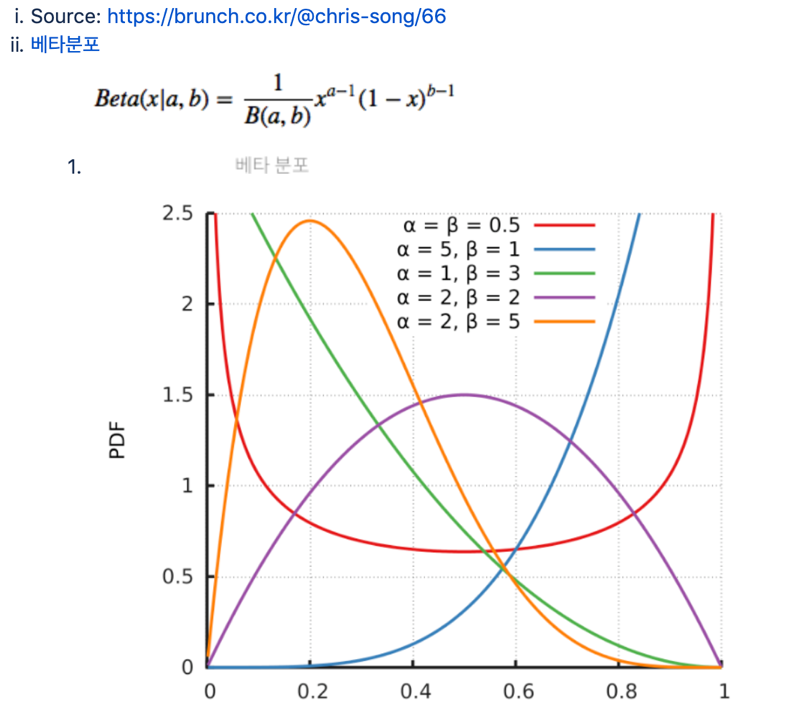 i. Source: https://brunch.co.kr/@chris-song/66
ii. 베타분포
Beta(x|a, b) = \frac{1}{B(a, b)} x^{a-1}(1 − x)^{b-1}
1.
베타 분포
2.5
2
1.5
1
0.5
0
PDF
α = β = 0.5
α = 5, β = 1
α = 1, β = 3
α = 2, β = 2
α = 2, β = 5
0 0.2 0.4 0.6 0.8 1